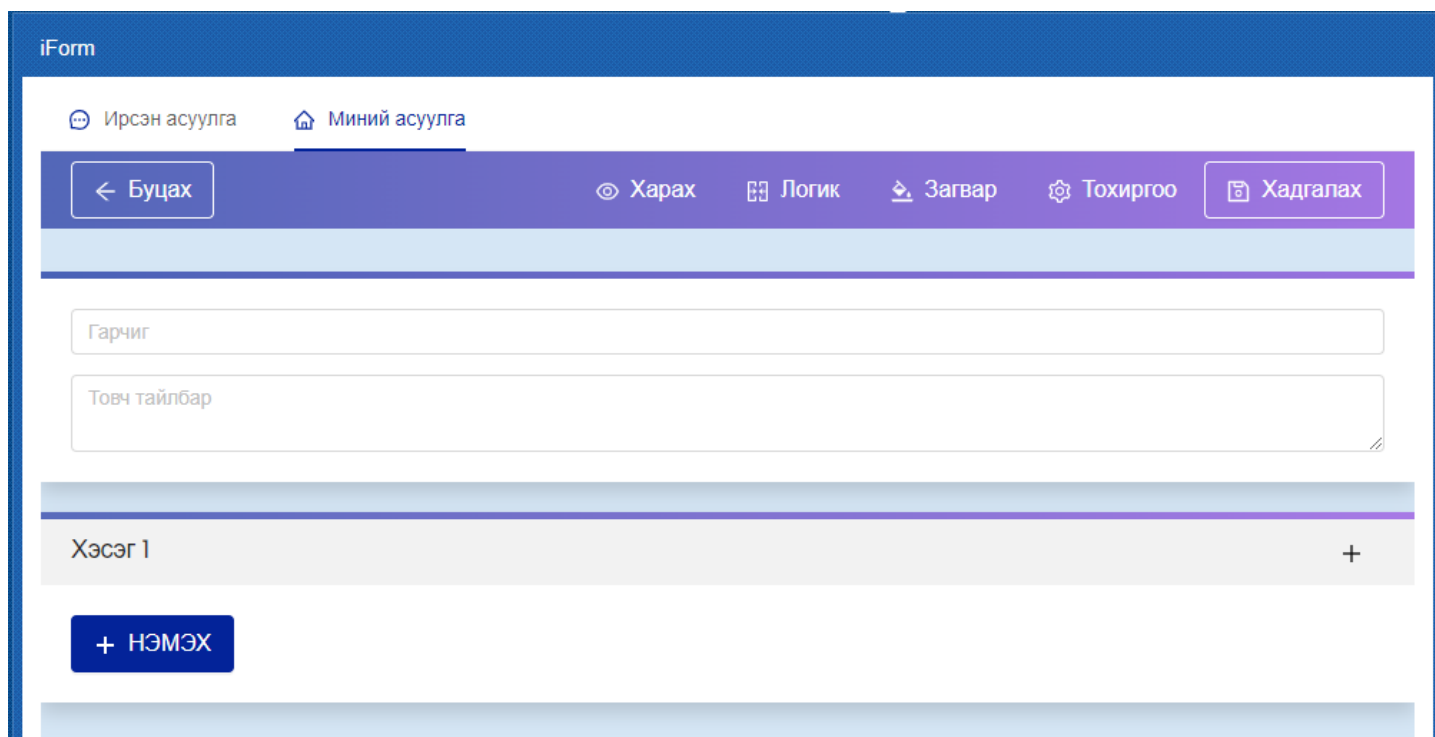 iForm
Ирсэн асуулга Миний асуулга
Буцах Харах Логик Загвар Тохиргоо Хадгалах
Гарчиг
Товч тайлбар
Хэсэг 1
НЭМЭХ